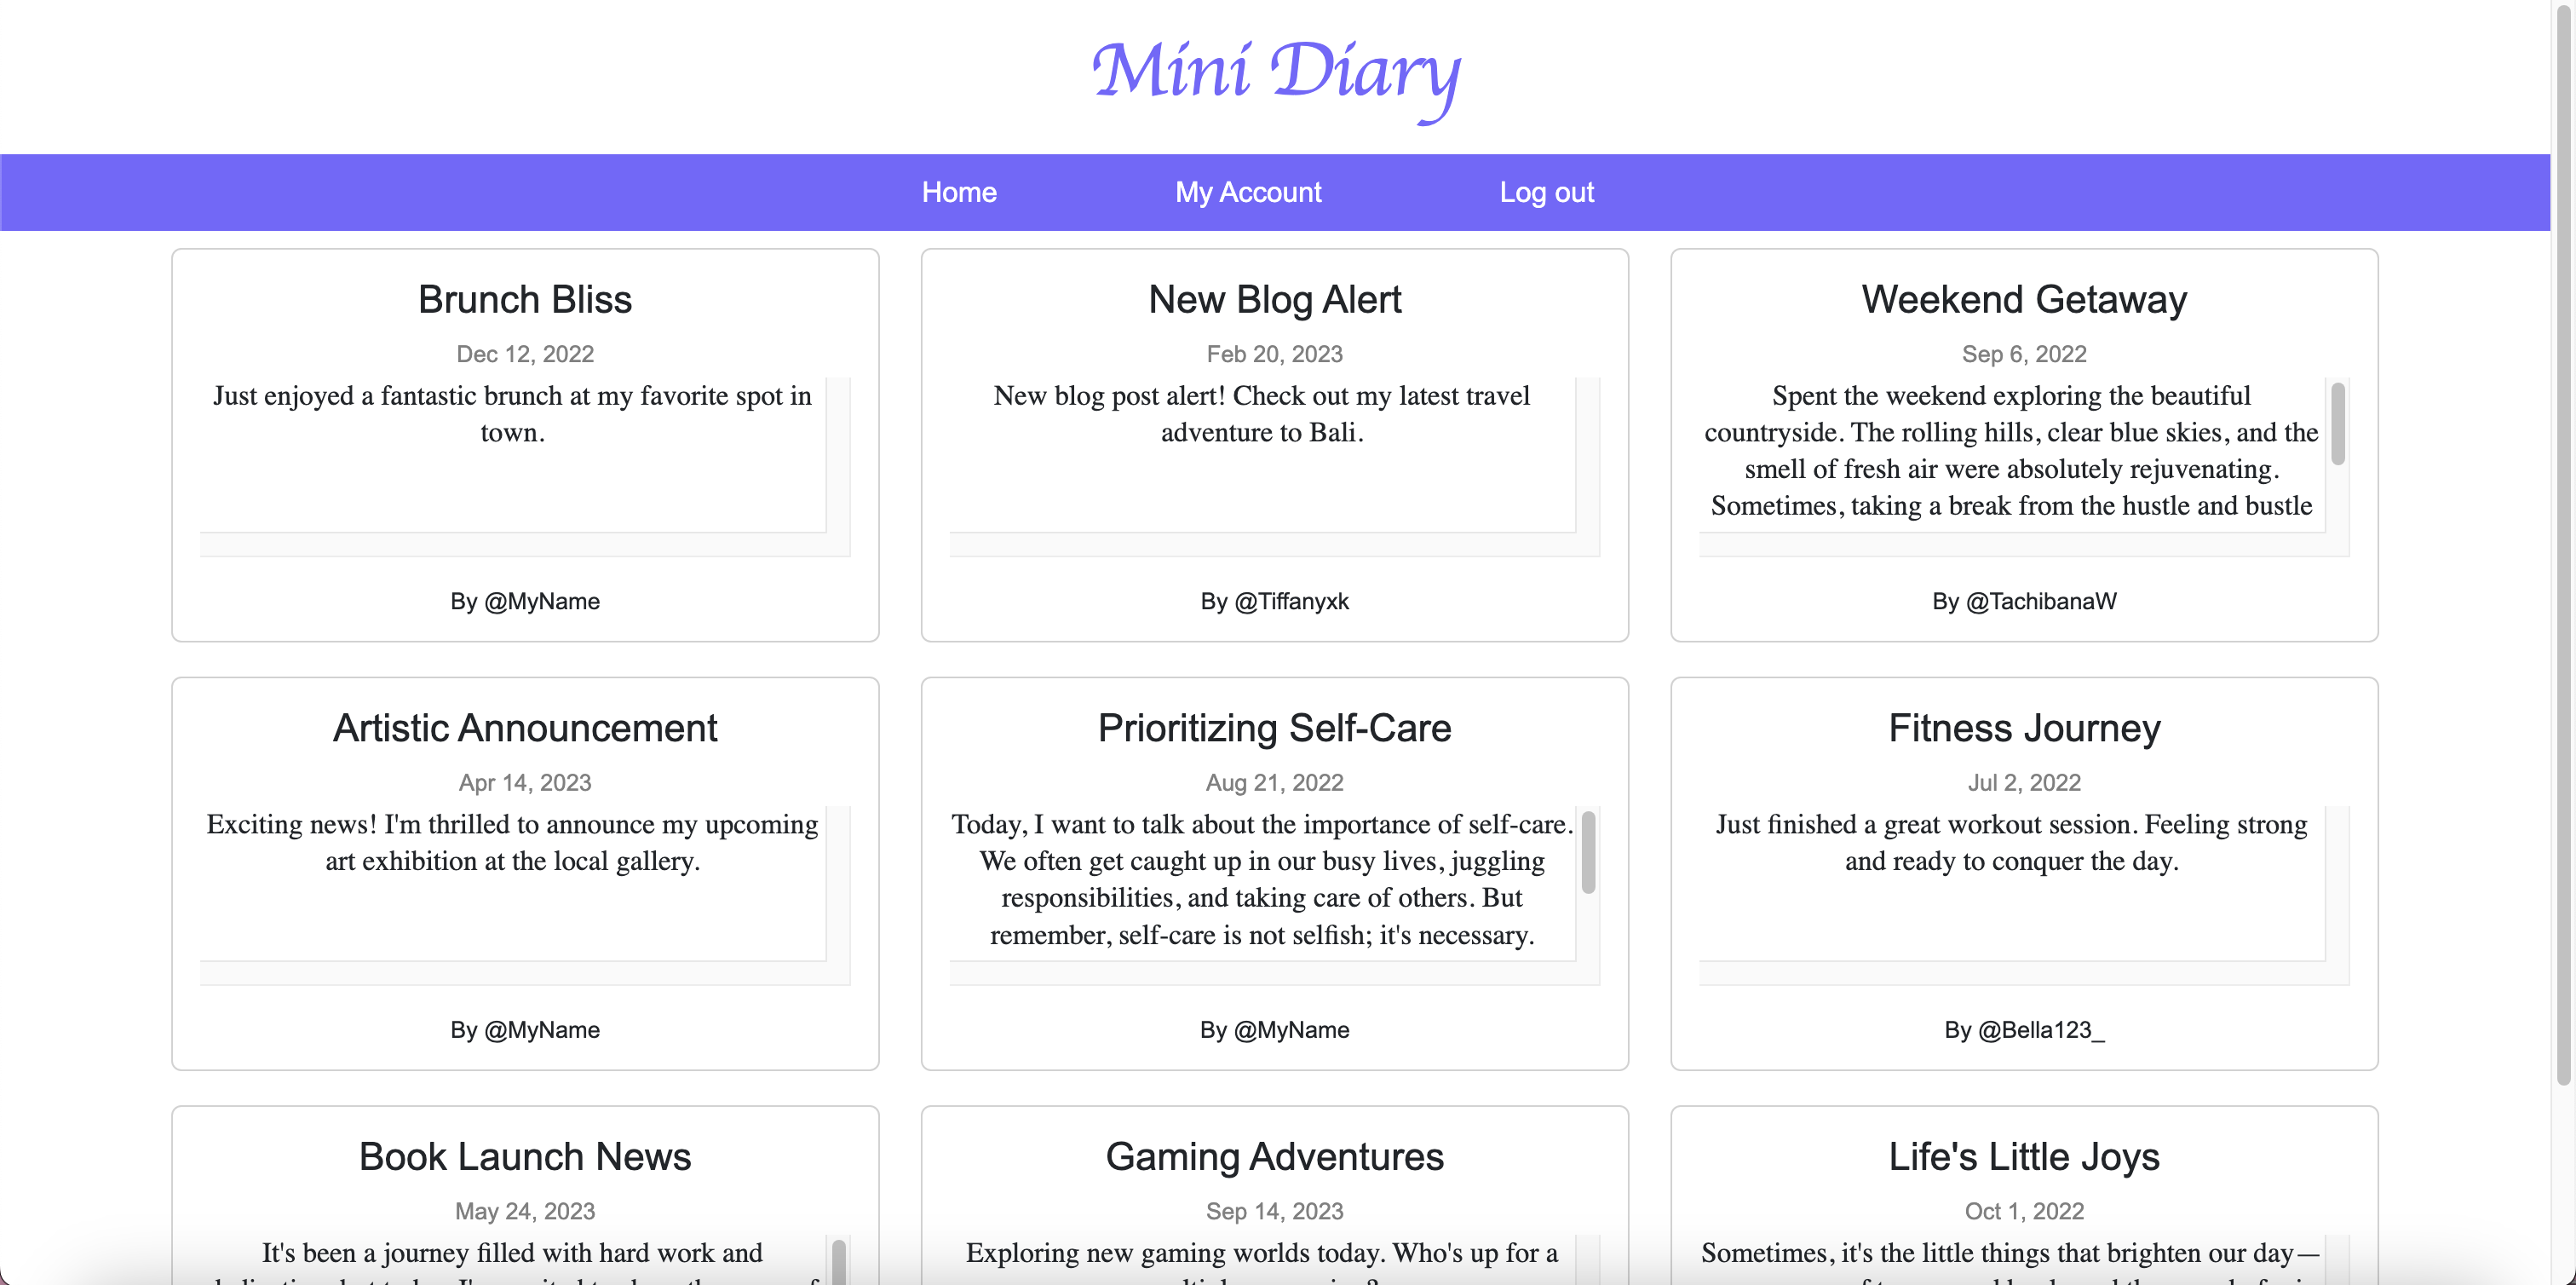 Mini Diary
Home My Account Log out
Brunch Bliss
Dec 12, 2022
Just enjoyed a fantastic brunch at my favorite spot in
town.
By @MyName
New Blog Alert
Feb 20, 2023
New blog post alert! Check out my latest travel
adventure to Bali.
By @Tiffanyxk
Weekend Getaway
Sep 6, 2022
Spent the weekend exploring the beautiful
countryside. The rolling hills, clear blue skies, and the
smell of fresh air were absolutely rejuvenating.
Sometimes, taking a break from the hustle and bustle
By @TachibanaW
Artistic Announcement
Apr 14, 2023
Exciting news! I'm thrilled to announce my upcoming
art exhibition at the local gallery.
By @MyName
Prioritizing Self-Care
Aug 21, 2022
Today, I want to talk about the importance of self-care.
We often get caught up in our busy lives, juggling
responsibilities, and taking care of others. But
remember, self-care is not selfish; it's necessary.
By @MyName
Fitness Journey
Jul 2, 2022
Just finished a great workout session. Feeling strong
and ready to conquer the day.
By @Bella123_
Book Launch News
May 24, 2023
It's been a journey filled with hard work and
Gaming Adventures
Sep 14, 2023
Exploring new gaming worlds today. Who's up for a
Life's Little Joys
Oct 1, 2022
Sometimes, it's the little things that brighten our day—